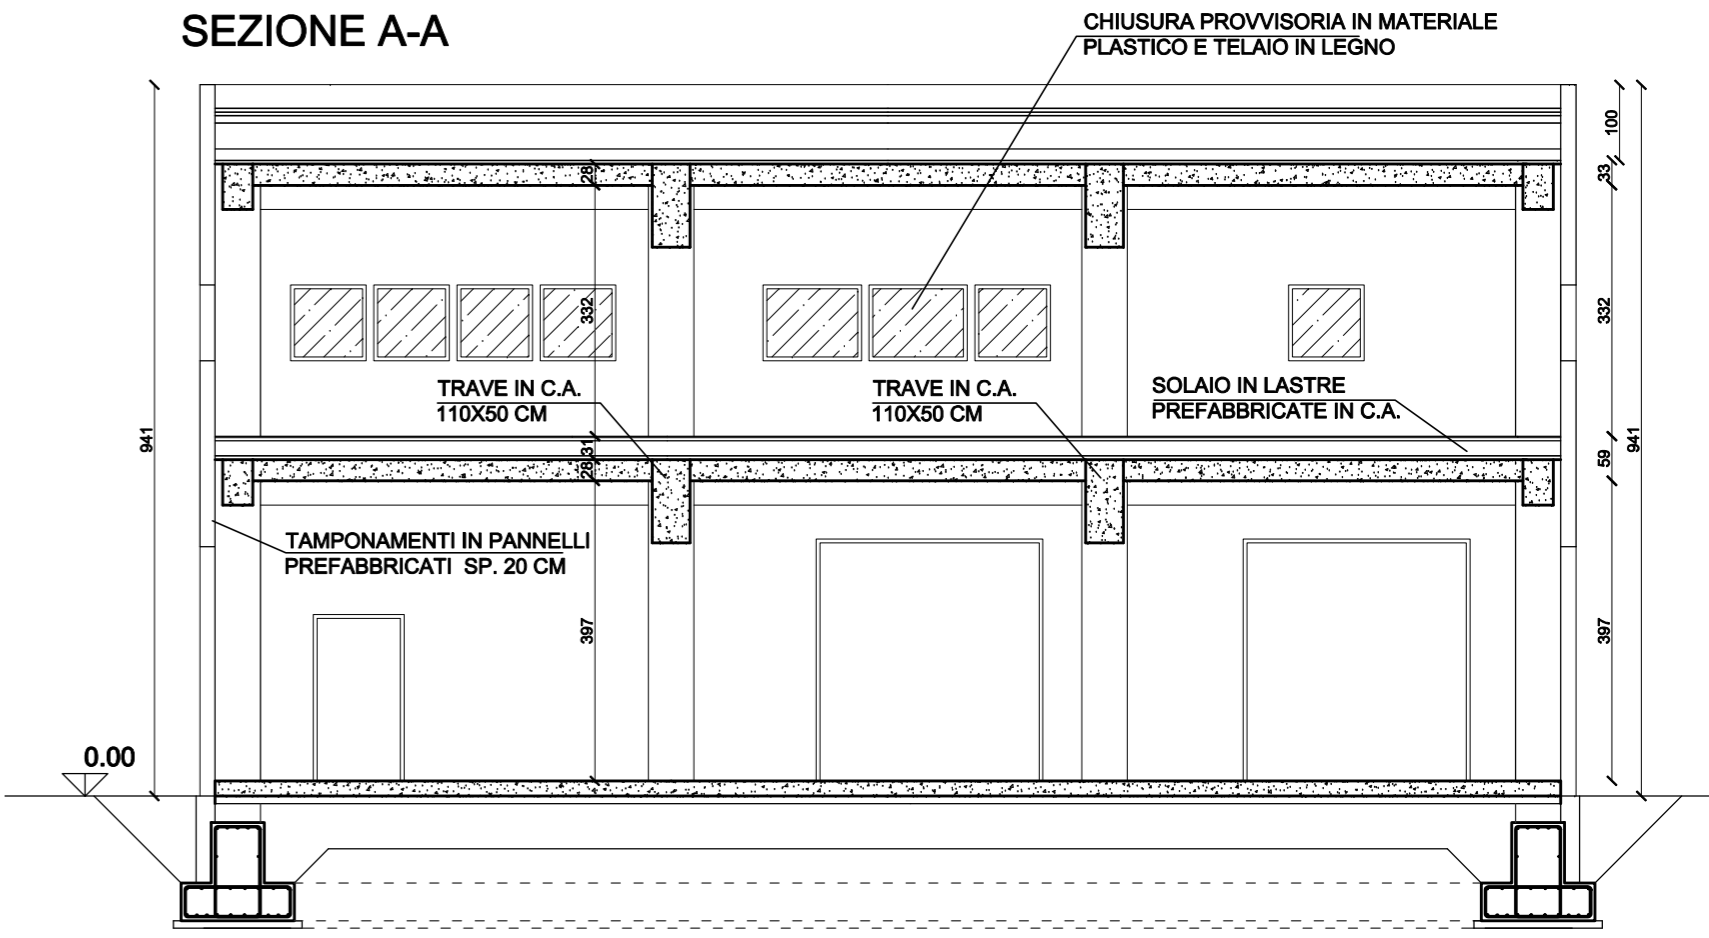 SEZIONE A-A
CHIUSURA PROVVISORIA IN MATERIALE
PLASTICO E TELAIO IN LEGNO
100
33
28
332
332
TRAVE IN C.A.
110X50 CM
TRAVE IN C.A.
110X50 CM
SOLAIO IN LASTRE
PREFABBRICATE IN C.A.
941
941
31
28
59
TAMPONAMENTI IN PANNELLI
PREFABBRICATI SP. 20 CM
397
397
0.00